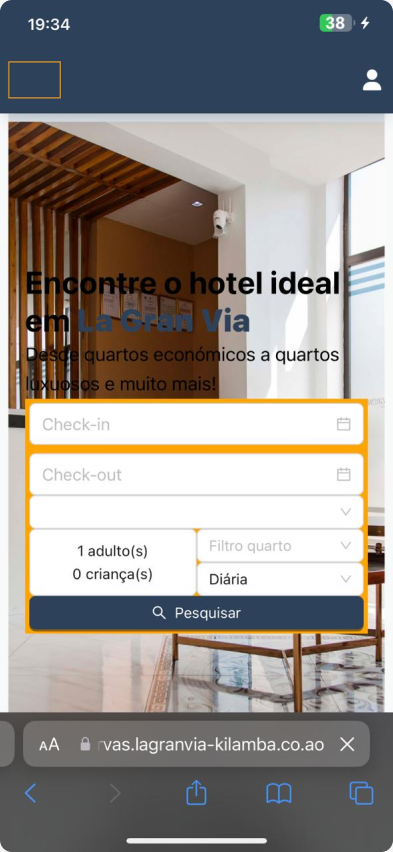 19:34
38
Encontre o hotel ideal
em La Gran Via
Desde quartos económicos a quartos
luxuosos e muito mais!
Check-in
Check-out
1 adulto(s)
0 criança(s)
Filtro quarto
Diária
Pesquisar
AA
vas.lagranvia-kilamba.co.ao